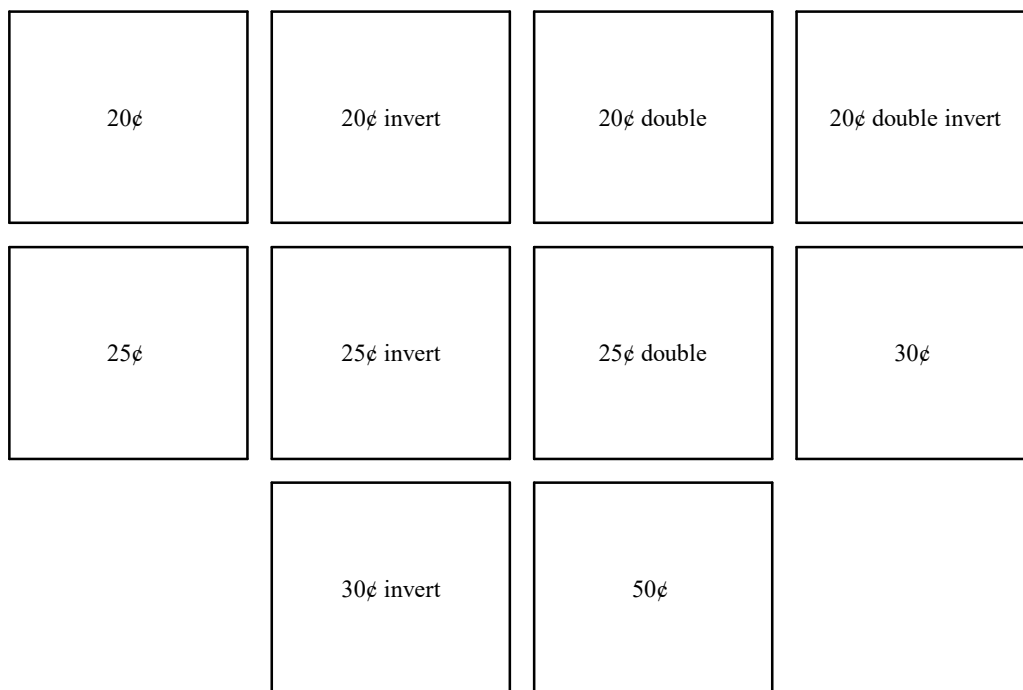 20¢
20¢ invert
20¢ double
20¢ double invert
25¢
25¢ invert
25¢ double
30¢
30¢ invert
50¢